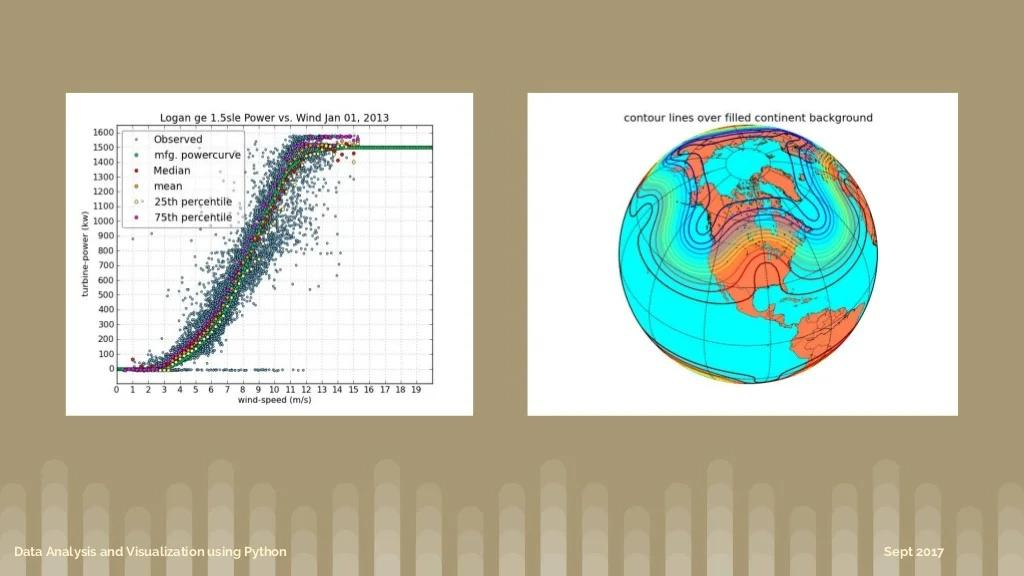 Logan ge 1.5sle Power vs. Wind Jan 01, 2013
1600
1500
1400
1300
1200
1100
1000
900
800
700
600
500
400
300
200
100
0
turbine-power (kw)
Observed
mfg. powercurve
Median
mean
25th percentile
75th percentile
0 1 2 3 4 5 6 7 8 9 10 11 12 13 14 15 16 17 18 19
wind-speed (m/s)
contour lines over filled continent background
Data Analysis and Visualization using Python
Sept 2017